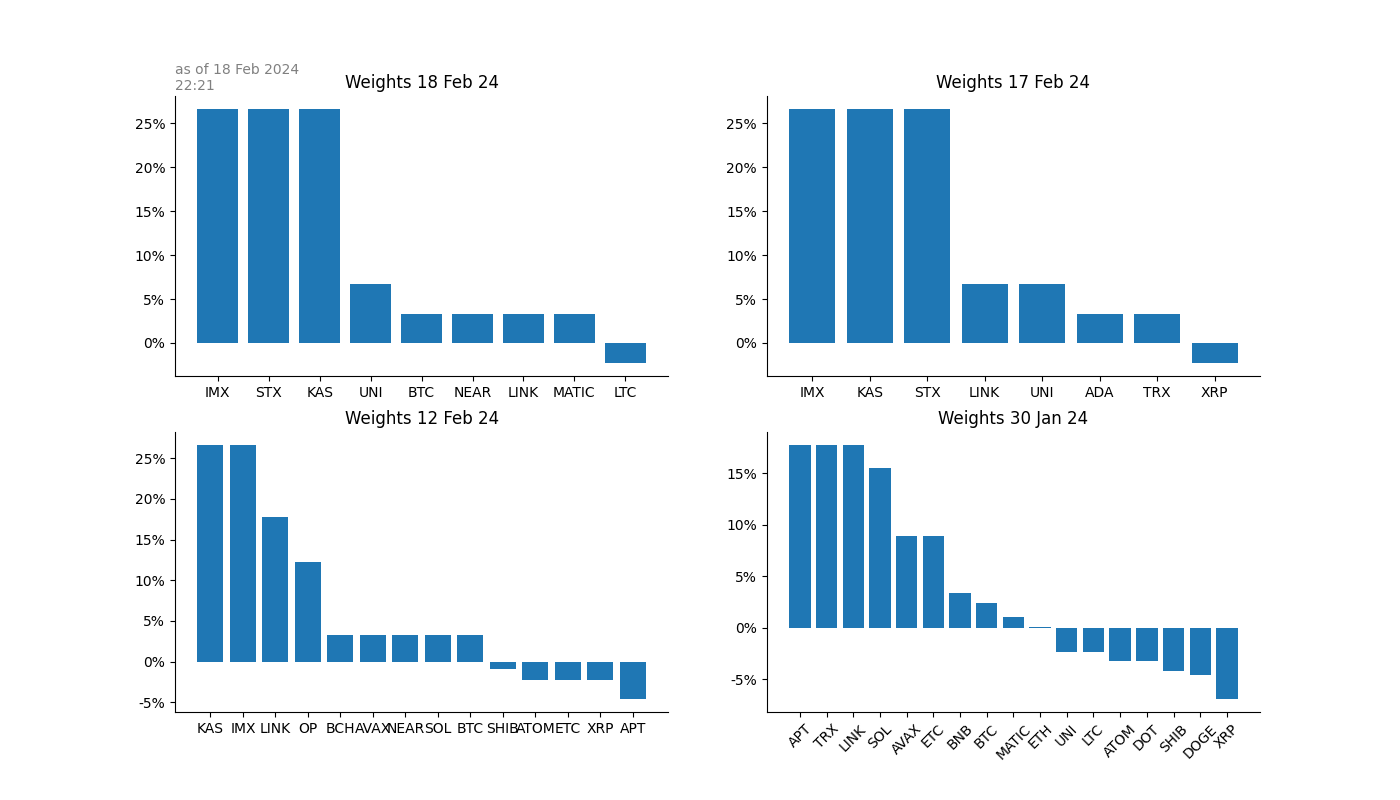 as of 18 Feb 2024
22:21
Weights 18 Feb 24
25%
20%
15%
10%
5%
0%
IMX STX KAS UNI BTC NEAR LINK MATIC LTC
Weights 17 Feb 24
25%
20%
15%
10%
5%
0%
IMX KAS STX LINK UNI ADA TRX XRP
Weights 12 Feb 24
25%
20%
15%
10%
5%
0%
-5%
KAS IMX LINK OP BCH AVAX NEAR SOL BTC SHIB ATOM ETC XRP APT
Weights 30 Jan 24
15%
10%
5%
0%
-5%
APT TRX LINK SOL AVAX ETC BNB BTC MATIC ETH UNI LTC ATOM DOT SHIB DOGE XRP